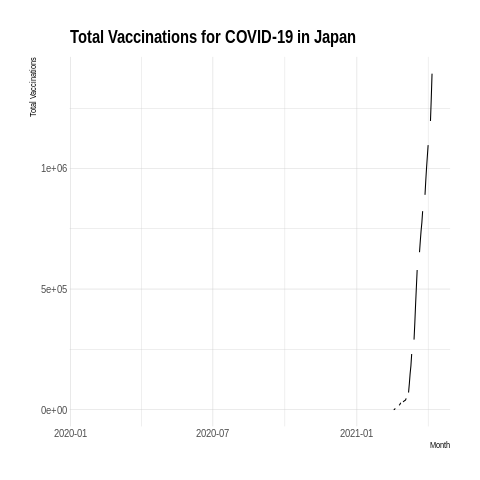 Total Vaccinations for COVID-19 in Japan
Total Vaccinations
1e+06
5e+05
0e+00
2020-01
2020-07
2021-01
Month